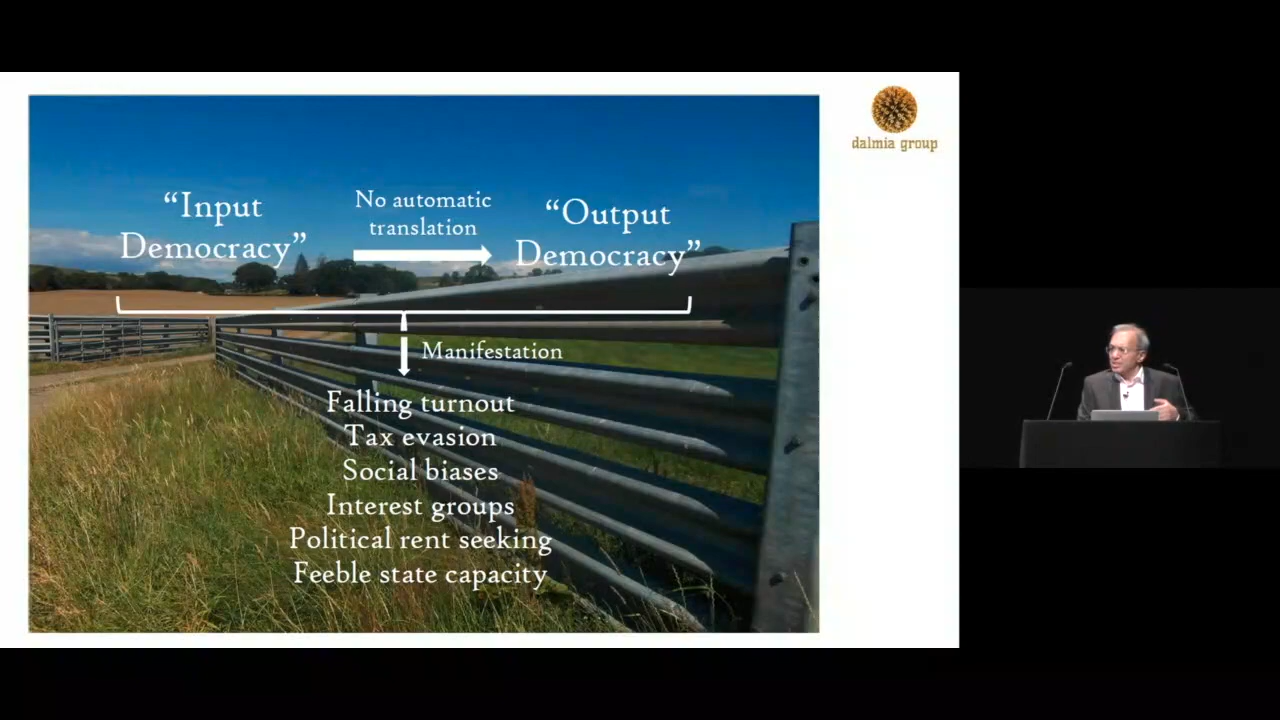 dalmia group
“Input
Democracy”
No automatic
translation
“Output
Democracy”
Manifestation
Falling turnout
Tax evasion
Social biases
Interest groups
Political rent seeking
Feeble state capacity